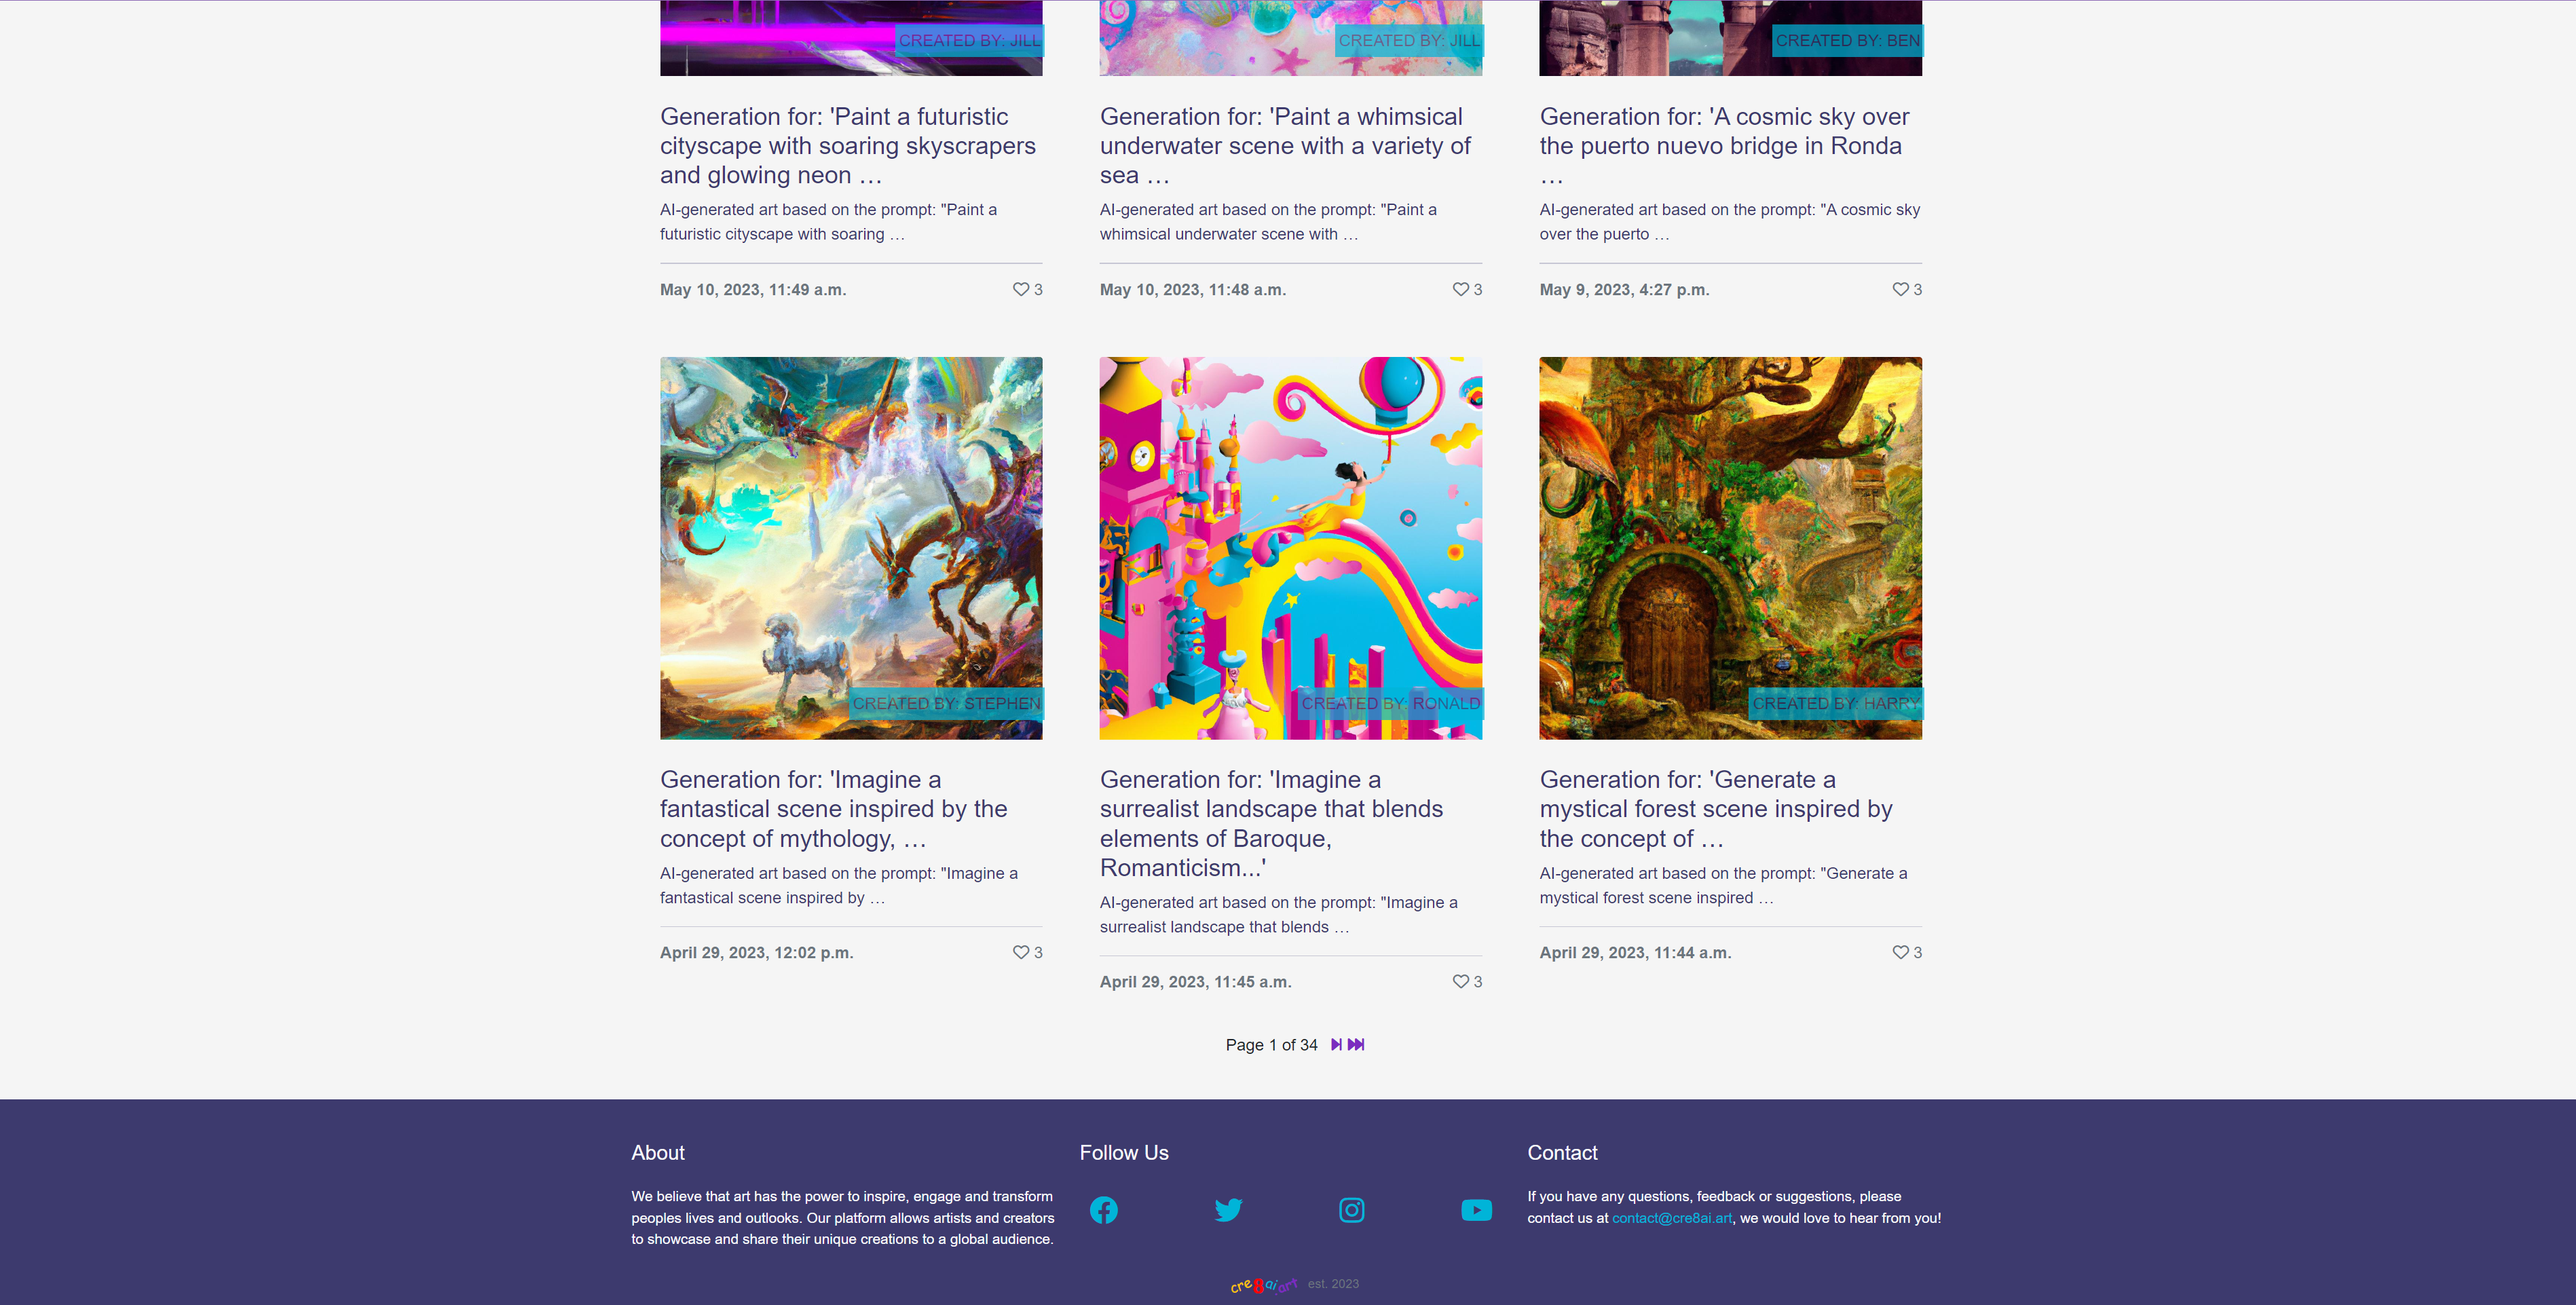 CREATED BY: JILL
CREATED BY: JILL
CREATED BY: BEN
Generation for: 'Paint a futuristic
cityscape with soaring skyscrapers
and glowing neon …
AI-generated art based on the prompt: "Paint a
futuristic cityscape with soaring …
May 10, 2023, 11:49 a.m.
3
Generation for: 'Paint a whimsical
underwater scene with a variety of
sea …
AI-generated art based on the prompt: "Paint a
whimsical underwater scene with …
May 10, 2023, 11:48 a.m.
3
Generation for: 'A cosmic sky over
the puerto nuevo bridge in Ronda
…
AI-generated art based on the prompt: "A cosmic sky
over the puerto …
May 9, 2023, 4:27 p.m.
3
CREATED BY: STEPHEN
CREATED BY: RONALD
CREATED BY: HARRY
Generation for: 'Imagine a
fantastical scene inspired by the
concept of mythology, …
AI-generated art based on the prompt: "Imagine a
fantastical scene inspired by …
April 29, 2023, 12:02 p.m.
3
Generation for: 'Imagine a
surrealist landscape that blends
elements of Baroque,
Romanticism...'
AI-generated art based on the prompt: "Imagine a
surrealist landscape that blends …
April 29, 2023, 11:45 a.m.
3
Generation for: 'Generate a
mystical forest scene inspired by
the concept of …
AI-generated art based on the prompt: "Generate a
mystical forest scene inspired …
April 29, 2023, 11:44 a.m.
3
Page 1 of 34
About
We believe that art has the power to inspire, engage and transform
peoples lives and outlooks. Our platform allows artists and creators
to showcase and share their unique creations to a global audience.
Follow Us
Contact
If you have any questions, feedback or suggestions, please
contact us at contact@cre8ai.art, we would love to hear from you!
cre8ai.art est. 2023